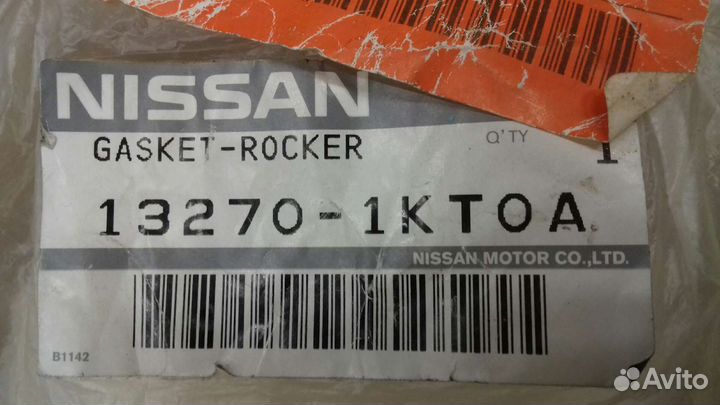 NISSAN
GASKET-ROCKER
Q'TY 1
13270-1KT0A
NISSAN MOTOR CO.,LTD.
B1142
Avito